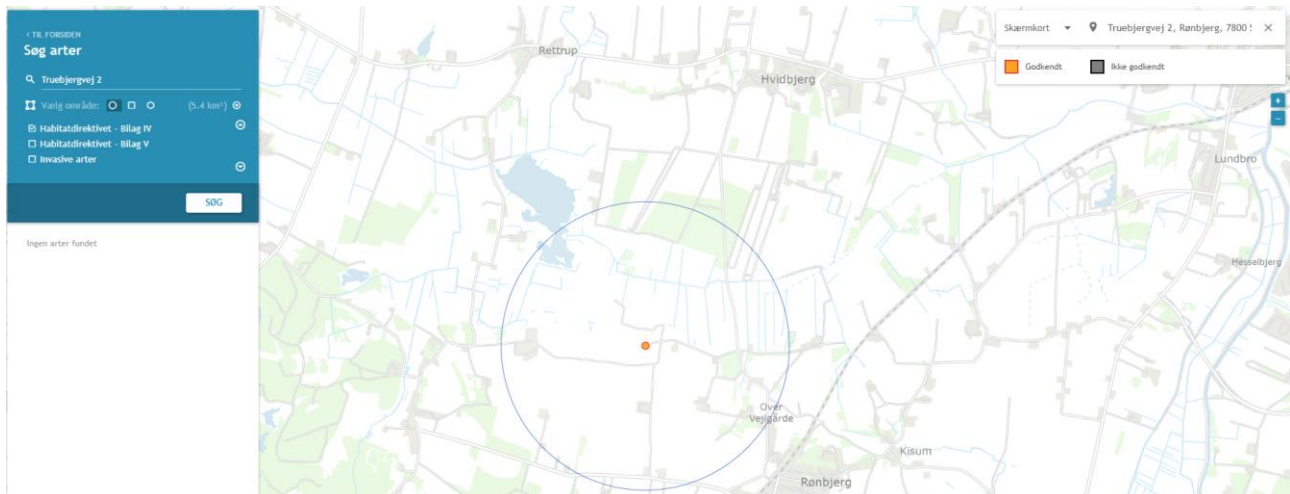 ‹ TIL FORSIDEN
Søg arter
Truebjergvej 2
Vælg område:
(5.4 km²)
Habitatdirektivet - Bilag IV
Habitatdirektivet - Bilag V
Invasive arter
SØG
Ingen arter fundet
Skærmkort
Truebjergvej 2, Rønbjerg, 7800
Godkendt
Ikke godkendt
Rettrup
Hvidbjerg
Lundbro
Hesselbjerg
Over
Vejlgårde
Kisum
Rønbjerg